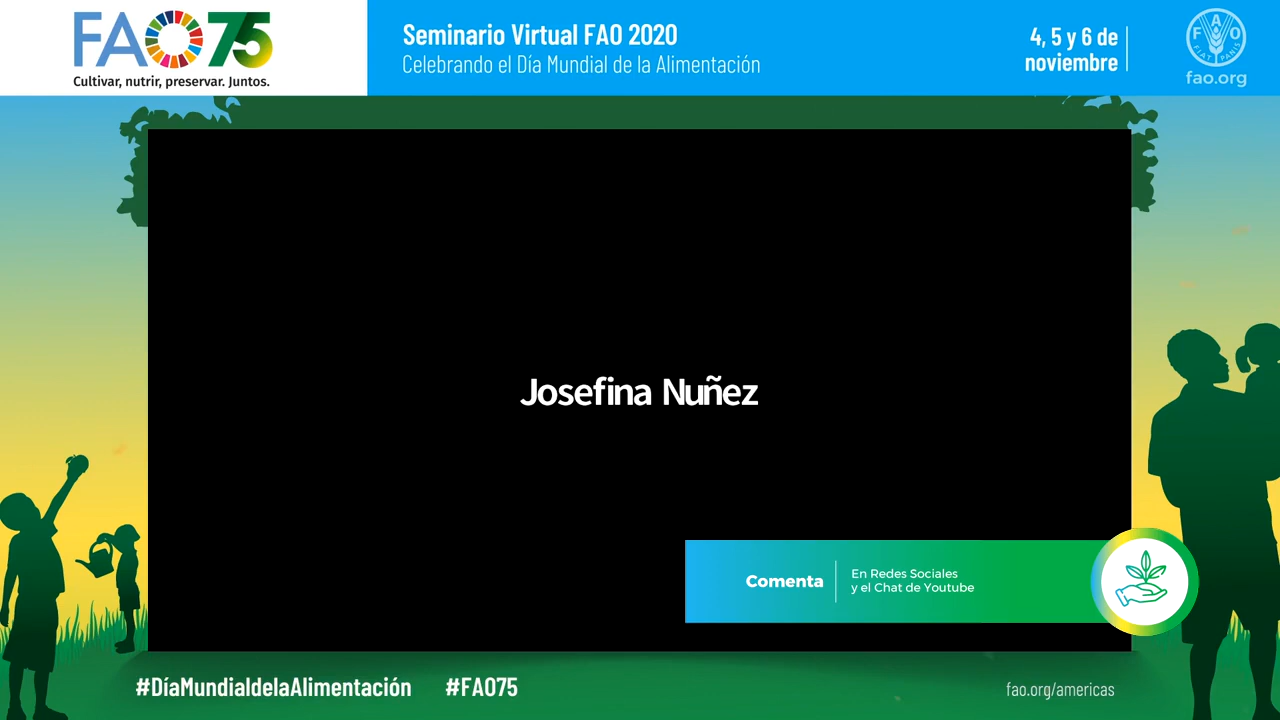 FAO75
Cultivar, nutrir, preservar. Juntos.
Seminario Virtual FAO 2020
Celebrando el Día Mundial de la Alimentación
4, 5 y 6 de
noviembre
F A O
FIAT PANIS
fao.org
Josefina Nuñez
Comenta
En Redes Sociales
y el Chat de Youtube
#DíaMundialdelaAlimentación #FAO75
fao.org/americas